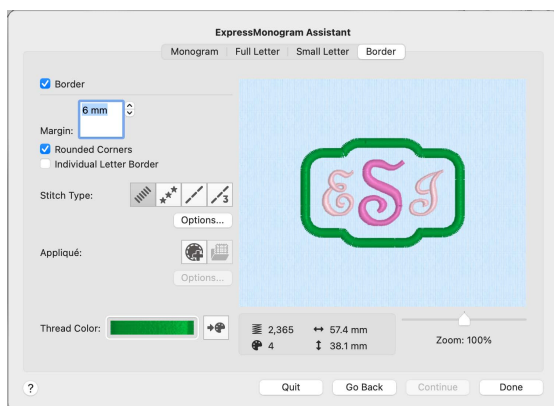 ExpressMonogram Assistant
Monogram Full Letter Small Letter Border
Border
6 mm
Margin:
Rounded Corners
Individual Letter Border
Stitch Type:
3
Options...
Appliqué:
Options...
ESI
Thread Color:
2,365 57.4 mm
4 38.1 mm
Zoom: 100%
? Quit Go Back Continue Done